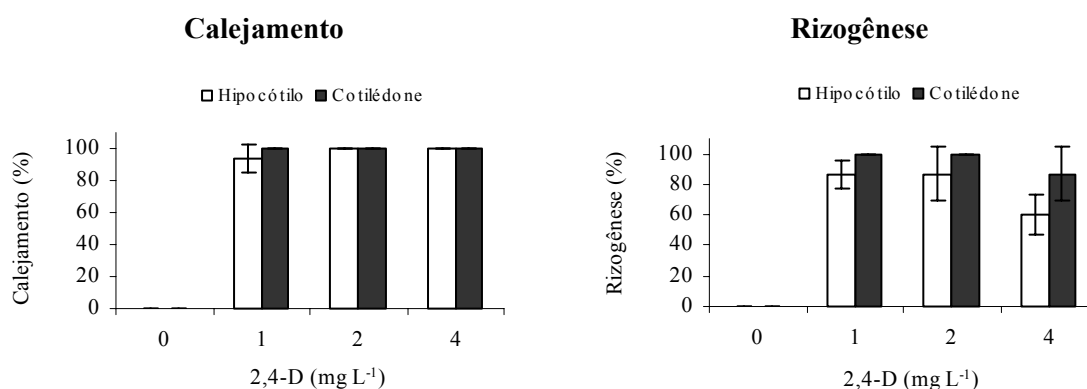 Calejamento
Hipocótilo Cotilédone
Calejamento (%)
100
80
60
40
20
0
0 1 2 4
2,4-D (mg L⁻¹)
Rizogênese
Hipocótilo Cotilédone
Rizogênese (%)
100
80
60
40
20
0
0 1 2 4
2,4-D (mg L⁻¹)